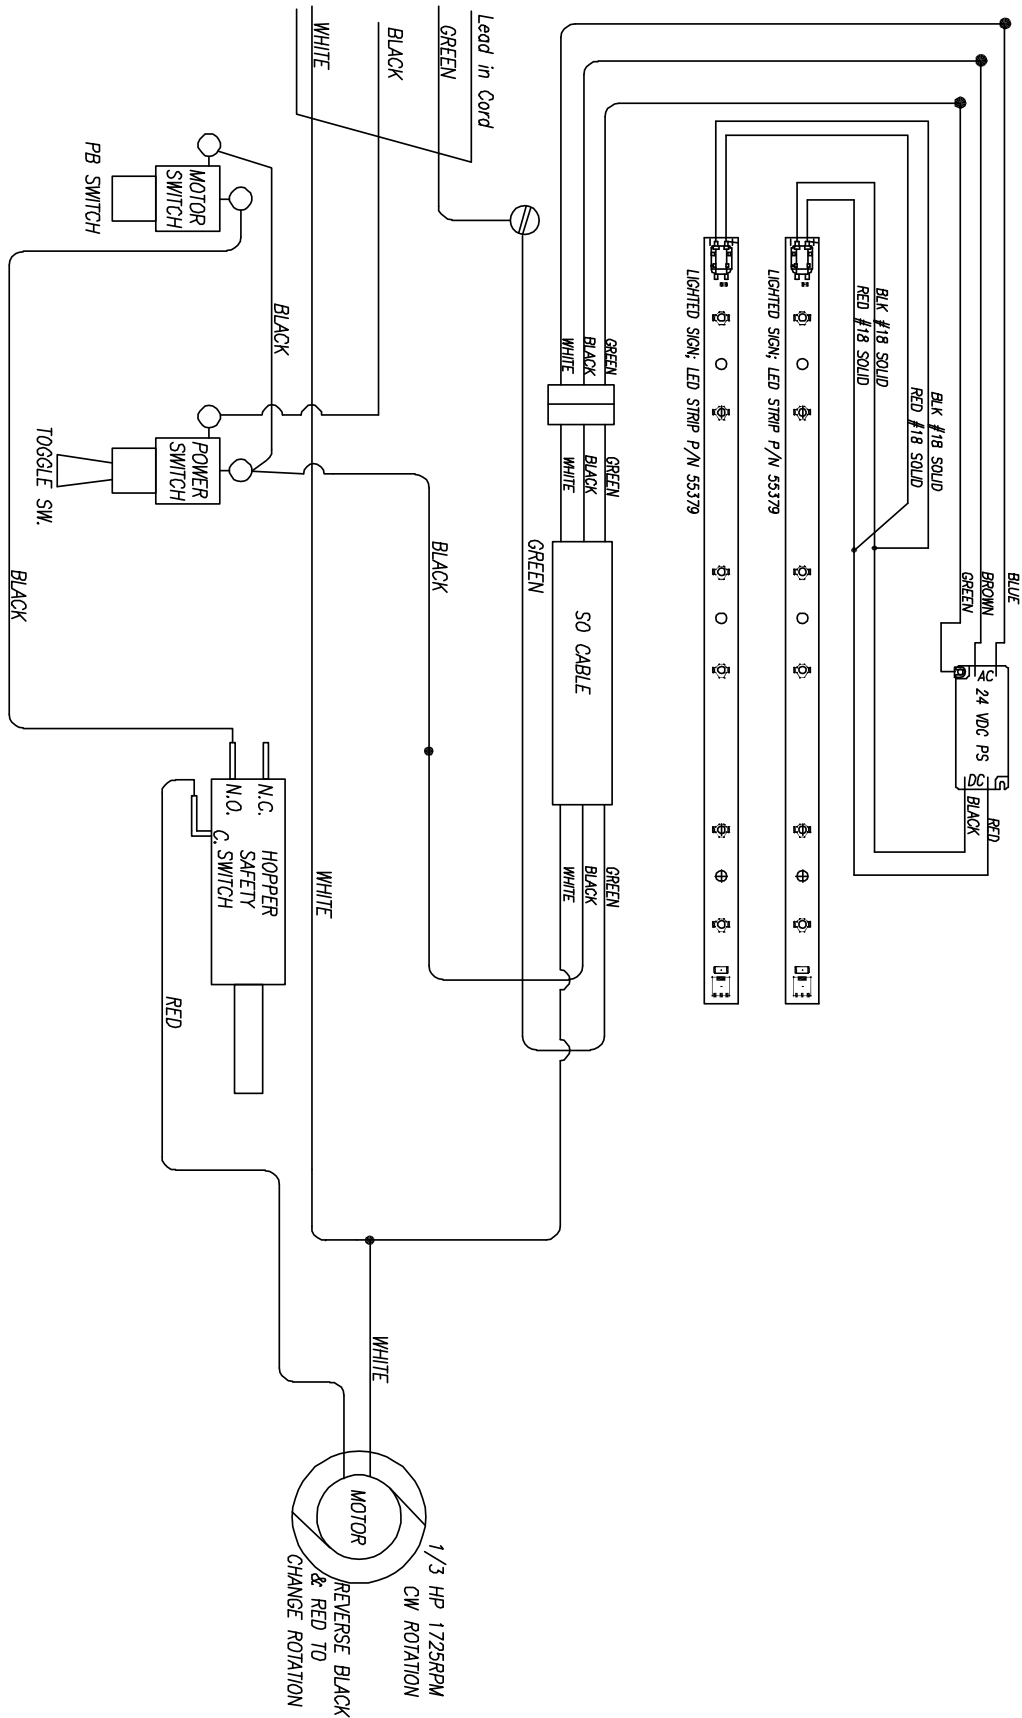 Lead in Cord
GREEN
BLACK
WHITE
MOTOR
SWITCH
PB SWITCH
BLACK
BLACK
POWER
SWITCH
TOGGLE SW.
BLACK
GREEN
GREEN
BLACK
WHITE
GREEN
BLACK
WHITE
SO CABLE
GREEN
BLACK
WHITE
LIGHTED SIGN; LED STRIP P/N 55379
LIGHTED SIGN; LED STRIP P/N 55379
BLK #18 SOLID
RED #18 SOLID
BLK #18 SOLID
RED #18 SOLID
BLUE
BROWN
GREEN
AC
24 VDC PS
DC
RED
BLACK
N.C.
N.O.
C.
HOPPER
SAFETY
SWITCH
WHITE
RED
WHITE
MOTOR
1/3 HP 1725RPM
CW ROTATION
REVERSE BLACK
& RED TO
CHANGE ROTATION